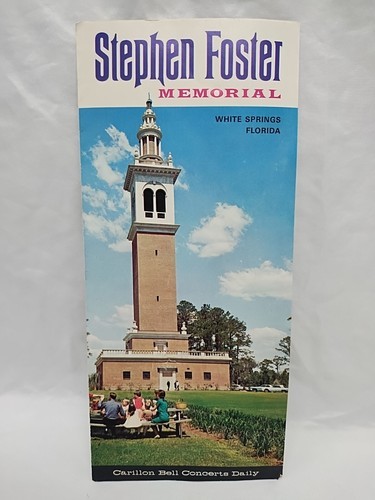 Stephen Foster
MEMORIAL
WHITE SPRINGS
FLORIDA
Carillon Bell Concerts Daily